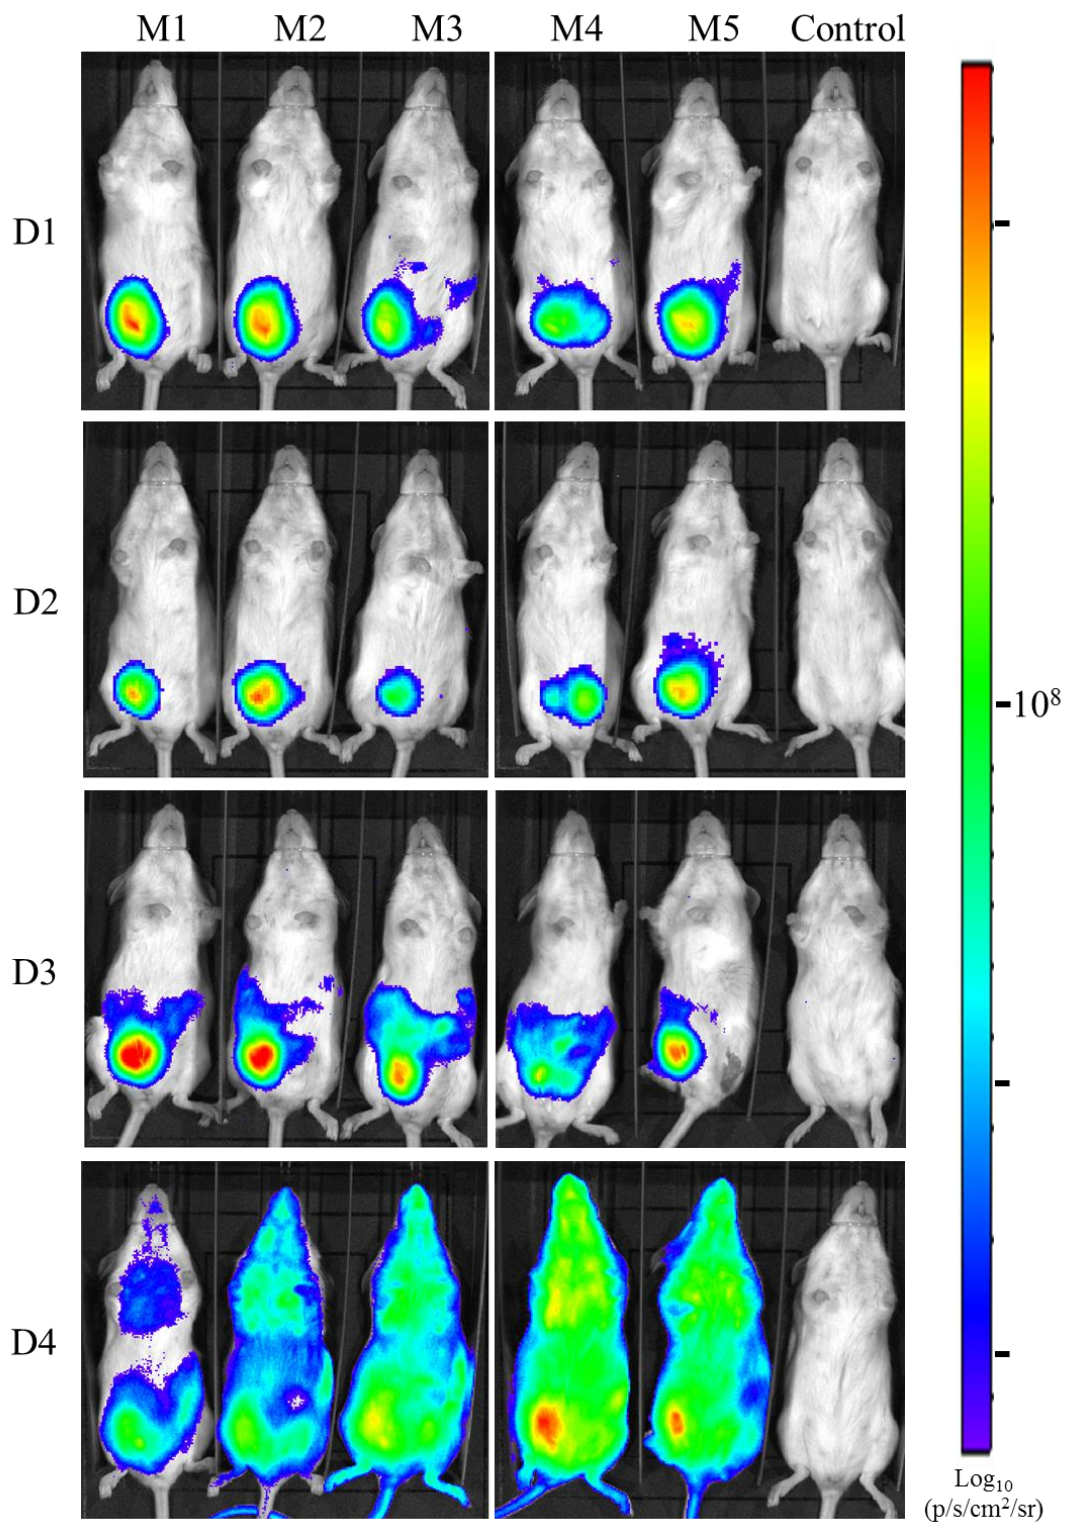 M1 M2 M3 M4 M5 Control
D1
D2
10⁸
D3
D4
Log₁₀
(p/s/cm²/sr)